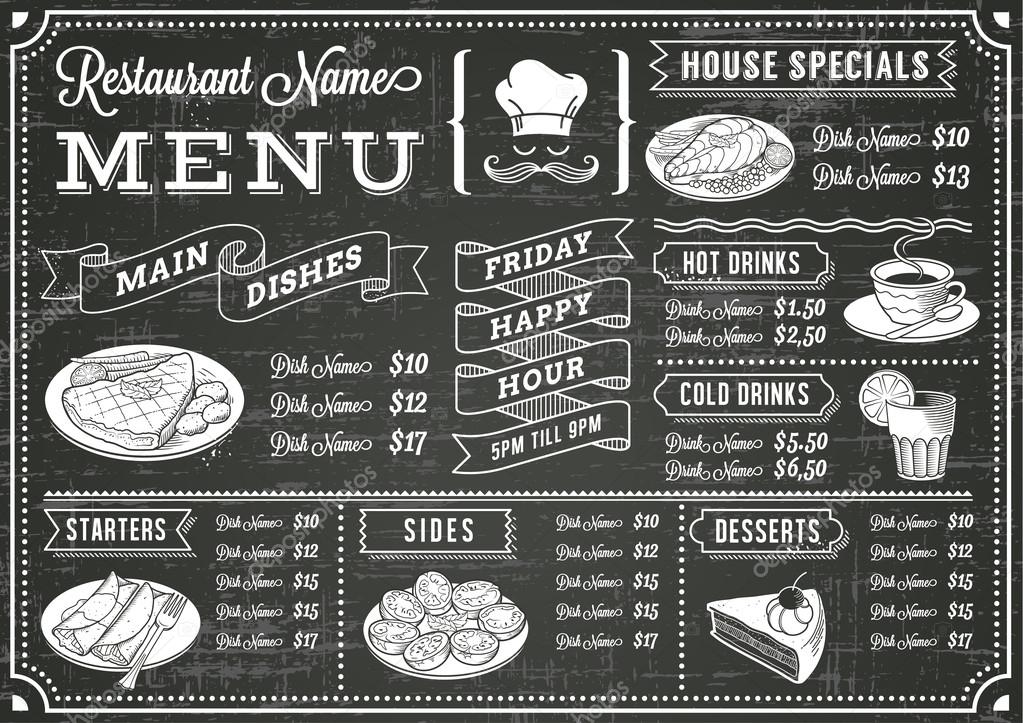 Restaurant Name
MENU
HOUSE SPECIALS
Dish Name $10
Dish Name $13
MAIN DISHES
Dish Name $10
Dish Name $12
Dish Name $17
FRIDAY
HAPPY
HOUR
5PM TILL 9PM
HOT DRINKS
Drink Name $1.50
Drink Name $2,50
COLD DRINKS
Drink Name $5.50
Drink Name $6,50
STARTERS
Dish Name $10
Dish Name $12
Dish Name $15
Dish Name $15
Dish Name $17
SIDES
Dish Name $10
Dish Name $12
Dish Name $15
Dish Name $15
Dish Name $17
DESSERTS
Dish Name $10
Dish Name $12
Dish Name $15
Dish Name $15
Dish Name $17
depositphotos